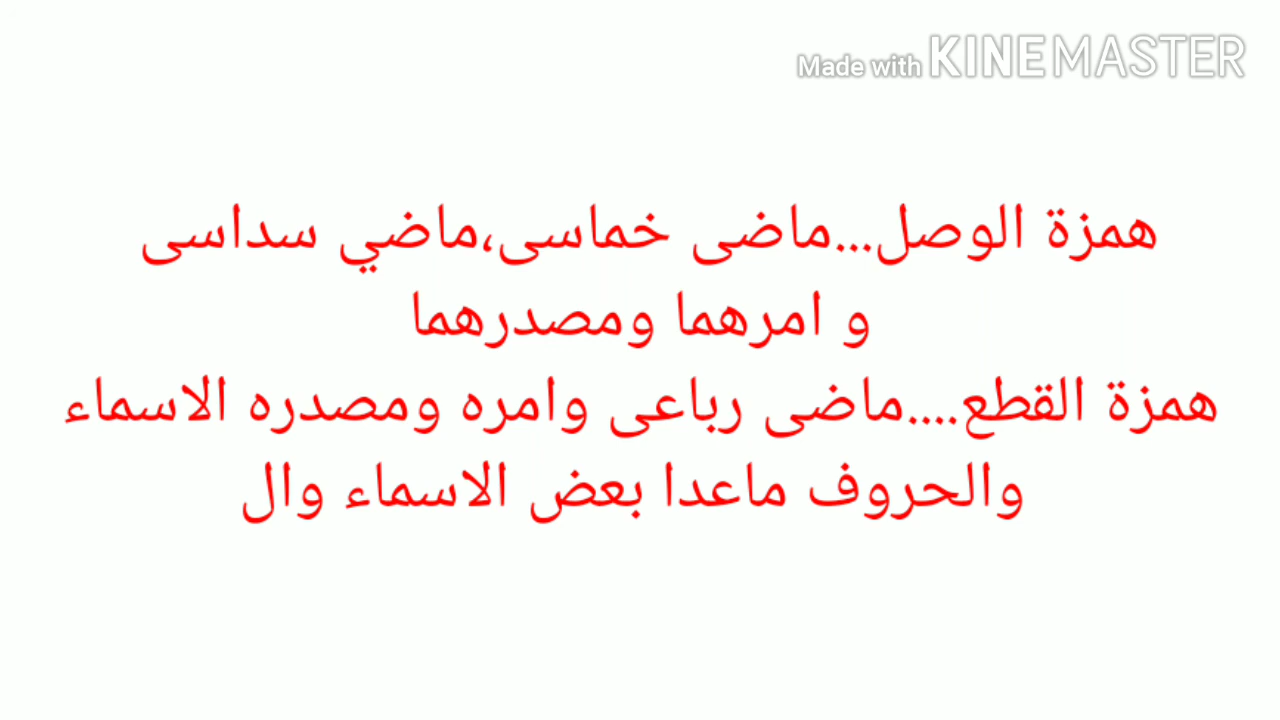 Made with KINEMASTER
همزة الوصل...ماضى خماسى،ماضي سداسى
و امرهما ومصدرهما
همزة القطع....ماضى رباعى وامره ومصدره الاسماء
والحروف ماعدا بعض الاسماء وال